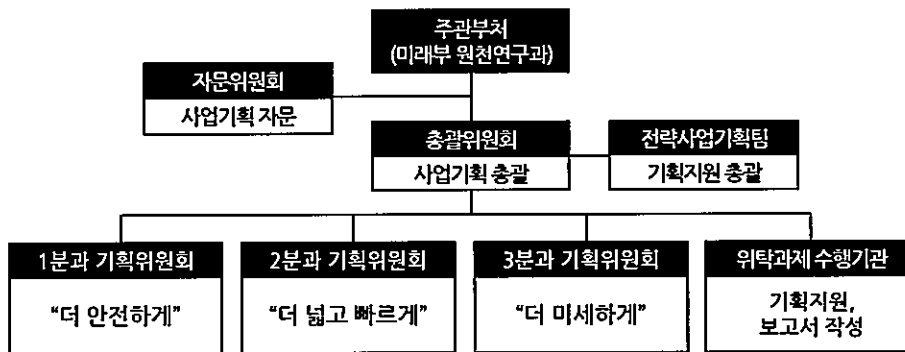 주관부처
(미래부 원천연구과)
자문위원회
사업기획 자문
총괄위원회
사업기획 총괄
전략사업기획팀
기획지원 총괄
1분과 기획위원회
“더 안전하게”
2분과 기획위원회
“더 넓고 빠르게”
3분과 기획위원회
“더 미세하게”
위탁과제 수행기관
기획지원,
보고서 작성